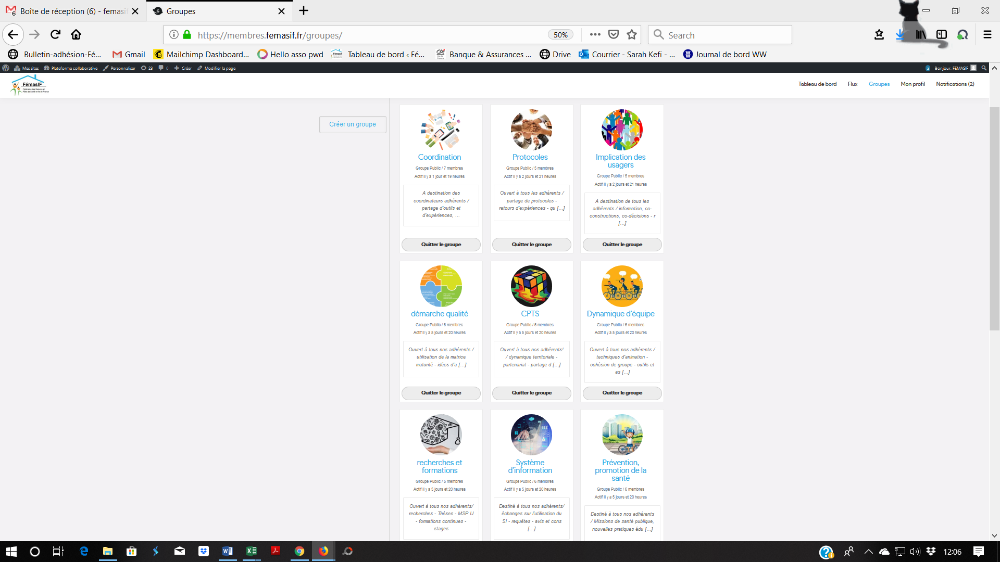 Boîte de réception (6) - femasif
Groupes
https://membres.femasif.fr/groupes/
50%
Search
Bulletin-adhésion-Fé...
Gmail
Mailchimp Dashboard...
Hello asso pwd
Tableau de bord ‹ Fé...
Banque & Assurances ...
Drive
Courrier - Sarah Kefi - ...
Journal de bord WW
Mes sites
Plateforme collaborative
Personnaliser
23
0
Créer
Modifier la page
2
Bonjour, FEMASIF
FémasIF
Fédération des Maisons et
Pôles de Santé en Ile de France
Tableau de bord
Flux
Groupes
Mon profil
Notifications (2)
Créer un groupe
Coordination
Groupe Public / 7 membres
Actif il y a 1 jour et 19 heures
A destination des
coordinateurs adhérents /
partage d'outils et
d'expériences, ...
Quitter le groupe
Protocoles
Groupe Public / 5 membres
Actif il y a 2 jours et 21 heures
Ouvert à tous les adhérents /
partage de protocoles -
retours d'expériences - qu [...]
Quitter le groupe
Implication des
usagers
Groupe Public / 5 membres
Actif il y a 2 jours et 21 heures
A destination de tous les
adhérents / information, co-
constructions, co-décisions - r
[...]
Quitter le groupe
démarche qualité
Groupe Public / 5 membres
Actif il y a 5 jours et 20 heures
Ouvert à tous nos adhérents /
utilisation de la matrice
maturité - idées d'a [...]
Quitter le groupe
CPTS
Groupe Public / 5 membres
Actif il y a 5 jours et 20 heures
Ouvert à tous nos adhérents!
/ dynamique territoriale -
partenariat - partage d [...]
Quitter le groupe
Dynamique d'équipe
Groupe Public / 6 membres
Actif il y a 5 jours et 20 heures
Ouvert à tous nos adhérents /
techniques d'animation -
cohésion de groupe - outils et
as [...]
Quitter le groupe
recherches et
formations
Groupe Public / 5 membres
Actif il y a 5 jours et 20 heures
Ouvert à tous nos adhérents/
recherches - Thèses - MSP U
- formations continues -
stages
Système
d'information
Groupe Public / 6 membres
Actif il y a 5 jours et 20 heures
Destiné à tous nos adhérents/
échanges sur l'utilisation du
SI - requêtes - avis et cons
[...]
Prévention,
promotion de la
santé
Groupe Public / 6 membres
Actif il y a 5 jours et 20 heures
Destiné à tous nos adhérents
/ Missions de santé publique,
nouvelles pratiques édu [...]
12:06